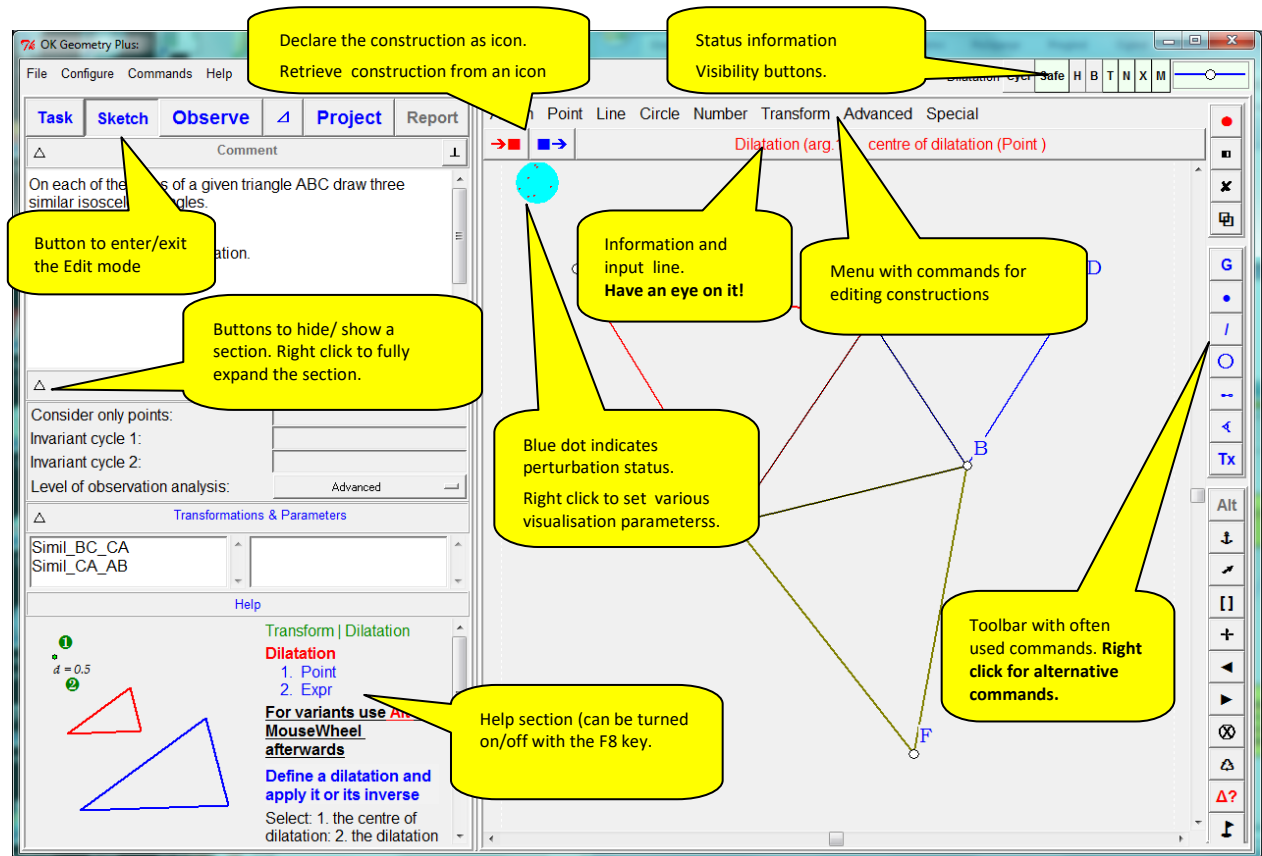 OK Geometry Plus:
Declare the construction as icon.
Retrieve construction from an icon
Status information
Visibility buttons.
File Configure Commands Help
Safe H B T N X M
Task Sketch Observe Project Report
Point Line Circle Number Transform Advanced Special
Comment
Dilatation (arg. centre of dilatation (Point )
On each of the s of a given triangle ABC draw three
similar
Button to enter/exit
the Edit mode
ation.
Information and
input line.
Have an eye on it!
Menu with commands for
editing constructions
D
G
Buttons to hide/ show a
section. Right click to fully
expand the section.
Consider only points:
Invariant cycle 1:
Invariant cycle 2:
Level of observation analysis: Advanced
Blue dot indicates
perturbation status.
Right click to set various
visualisation parameterss.
B
Tx
Alt
Transformations & Parameters
Simil_BC_CA
Simil_CA_AB
Help
[ ]
Toolbar with often
used commands. Right
click for alternative
commands.
1
d = 0.5
2
Transform | Dilatation
Dilatation
1. Point
2. Expr
For variants use
MouseWheel
afterwards
Define a dilatation and
apply it or its inverse
Select: 1. the centre of
dilatation: 2. the dilatation
Help section (can be turned
on/off with the F8 key.
F
Δ?